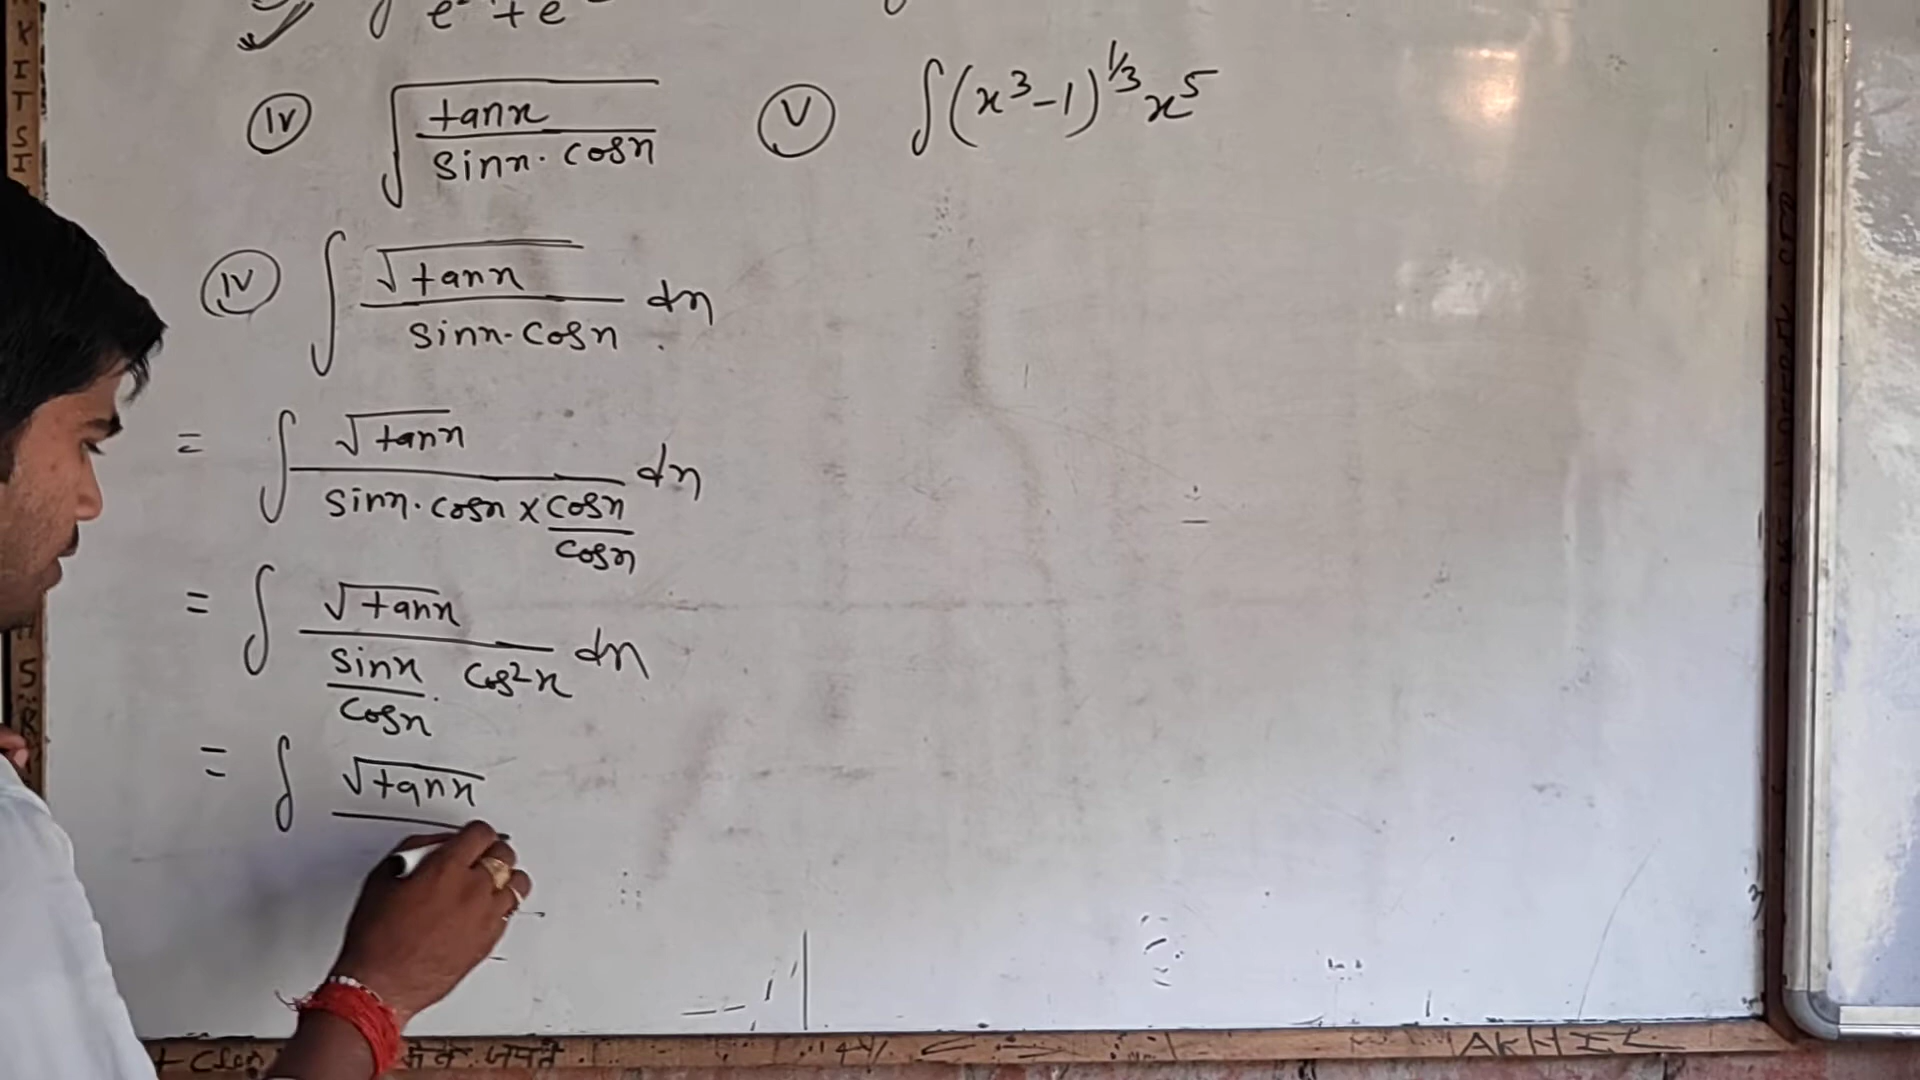 e + e
(iv) √(tanx / sinx · cosx) (v) ∫(x³-1)^1/3 x⁵
(iv) ∫ √tanx / sinx · cosx dx
= ∫ √tanx / sinx · cosx × cosx/cosx dx
= ∫ √tanx / (sinx/cosx · cos²x) dx
= ∫ √tanx
AKHIL